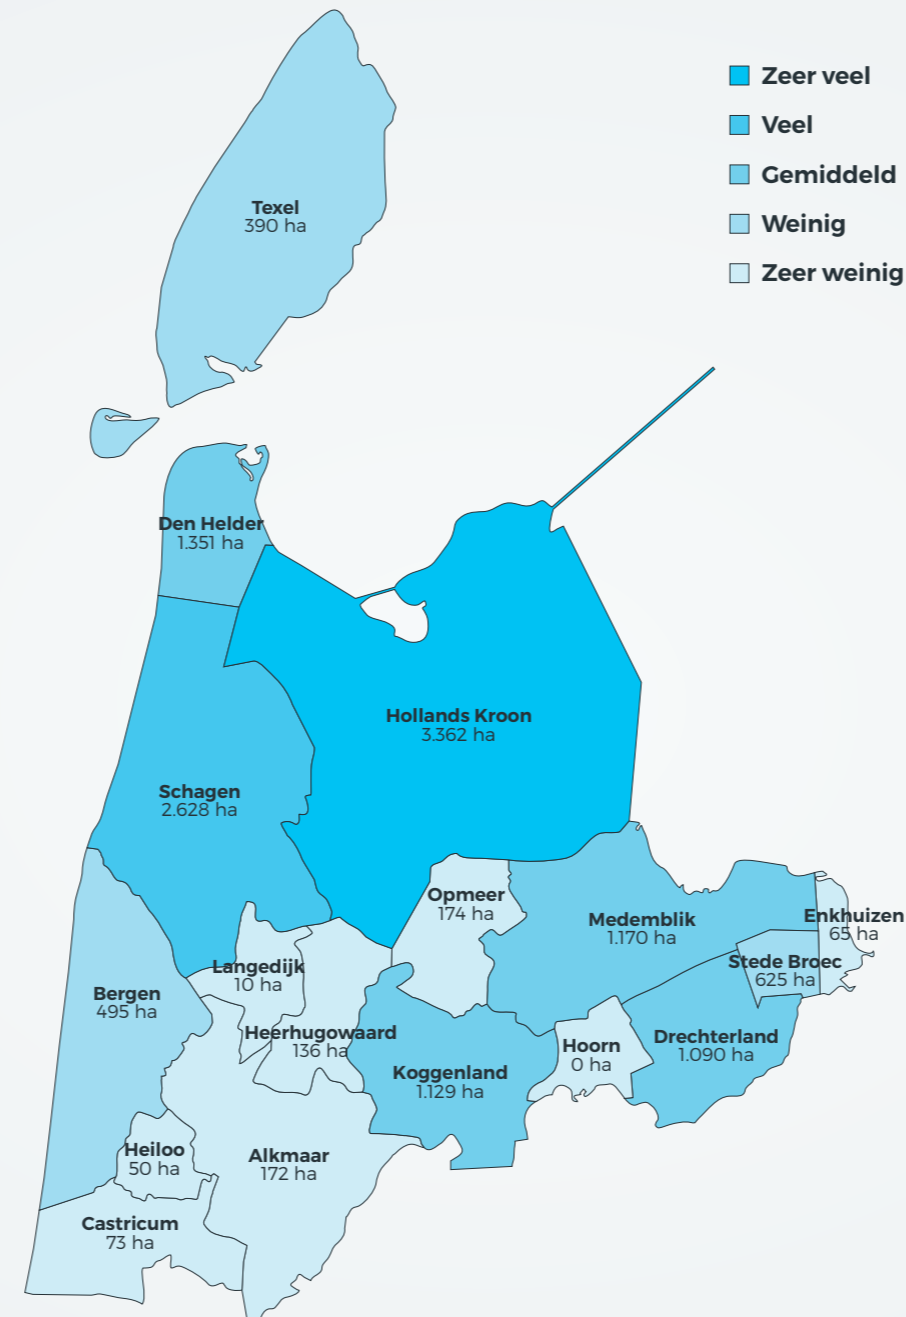 Zeer veel
Veel
Gemiddeld
Weinig
Zeer weinig
Texel
390 ha
Den Helder
1.351 ha
Hollands Kroon
3.362 ha
Schagen
2.628 ha
Opmeer
174 ha
Medemblik
1.170 ha
Enkhuizen
65 ha
Stede Broec
625 ha
Langedijk
10 ha
Bergen
495 ha
Heerhugowaard
136 ha
Hoorn
0 ha
Drechterland
1.090 ha
Koggenland
1.129 ha
Heiloo
50 ha
Alkmaar
172 ha
Castricum
73 ha